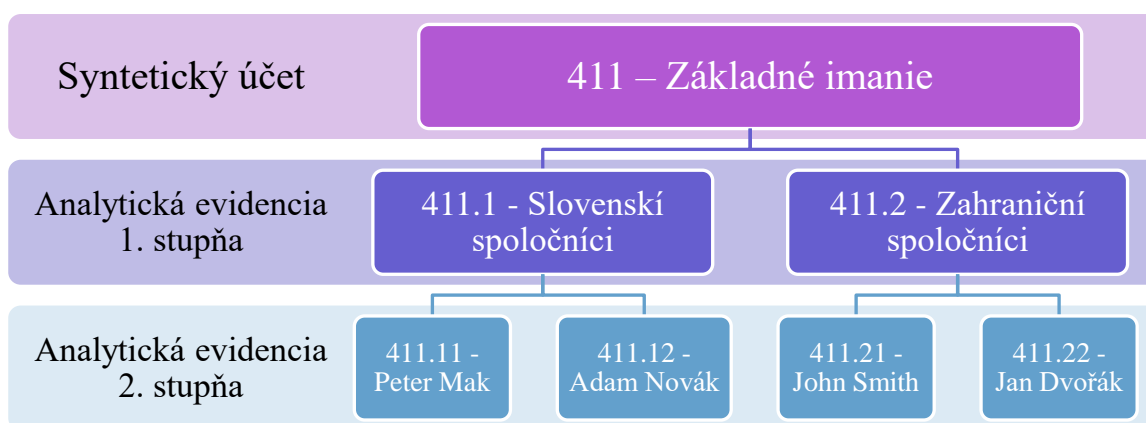 Syntetický účet
411 – Základné imanie
Analytická evidencia
1. stupňa
411.1 - Slovenskí
spoločníci
411.2 - Zahraniční
spoločníci
Analytická evidencia
2. stupňa
411.11 -
Peter Mak
411.12 -
Adam Novák
411.21 -
John Smith
411.22 -
Jan Dvořák